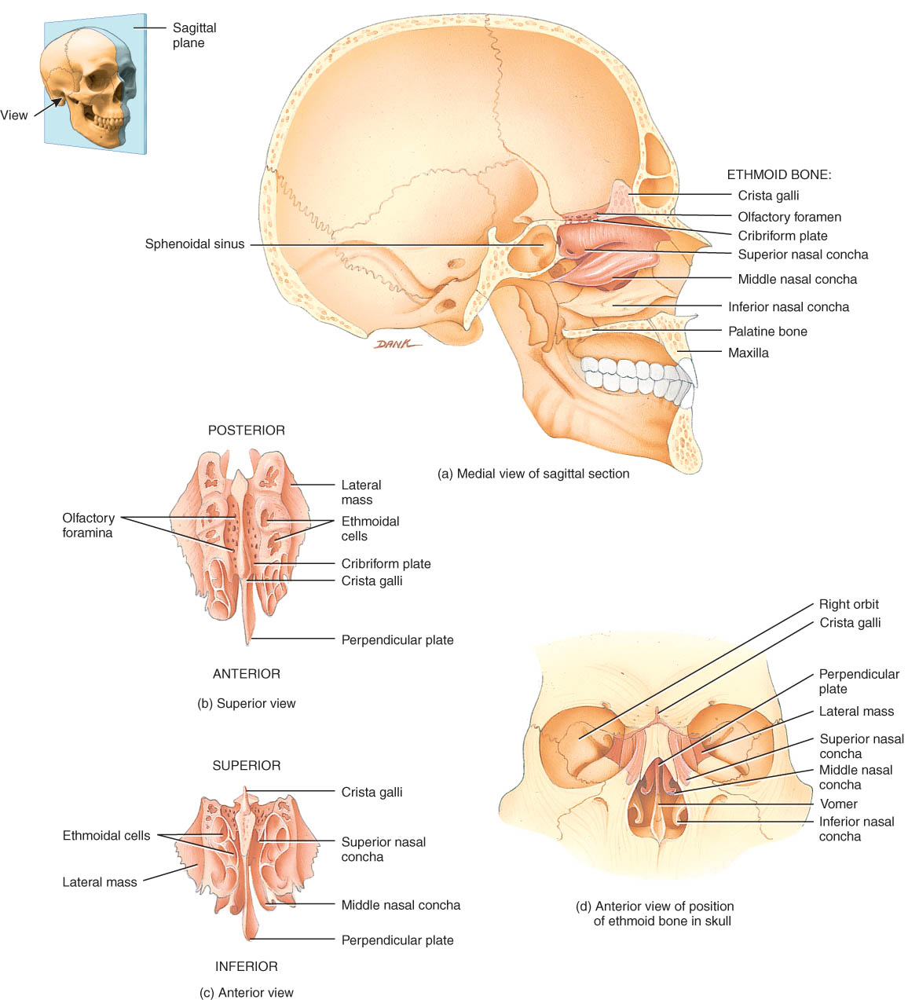 Sagittal
plane
View
ETHMOID BONE:
Crista galli
Olfactory foramen
Cribriform plate
Superior nasal concha
Middle nasal concha
Inferior nasal concha
Palatine bone
Maxilla
Sphenoidal sinus
DANK
(a) Medial view of sagittal section
POSTERIOR
Lateral
mass
Olfactory
foramina
Ethmoidal
cells
Cribriform plate
Crista galli
Perpendicular plate
ANTERIOR
(b) Superior view
SUPERIOR
Crista galli
Ethmoidal cells
Superior nasal
concha
Lateral mass
Middle nasal concha
Perpendicular plate
INFERIOR
(c) Anterior view
Right orbit
Crista galli
Perpendicular
plate
Lateral mass
Superior nasal
concha
Middle nasal
concha
Vomer
Inferior nasal
concha
(d) Anterior view of position
of ethmoid bone in skull